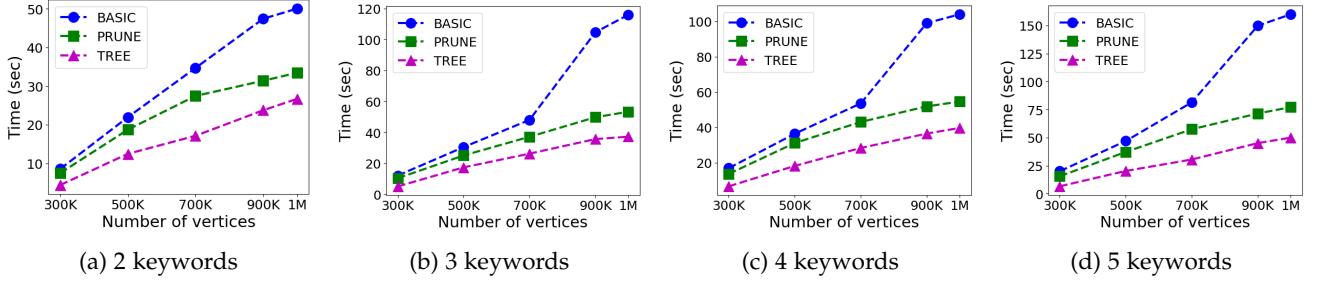 50
40
30
20
10
Time (sec)
BASIC
PRUNE
TREE
300K 500K 700K 900K 1M
Number of vertices
(a) 2 keywords
120
100
80
60
40
20
0
Time (sec)
BASIC
PRUNE
TREE
300K 500K 700K 900K 1M
Number of vertices
(b) 3 keywords
100
80
60
40
20
Time (sec)
BASIC
PRUNE
TREE
300K 500K 700K 900K 1M
Number of vertices
(c) 4 keywords
150
125
100
75
50
25
0
Time (sec)
BASIC
PRUNE
TREE
300K 500K 700K 900K 1M
Number of vertices
(d) 5 keywords